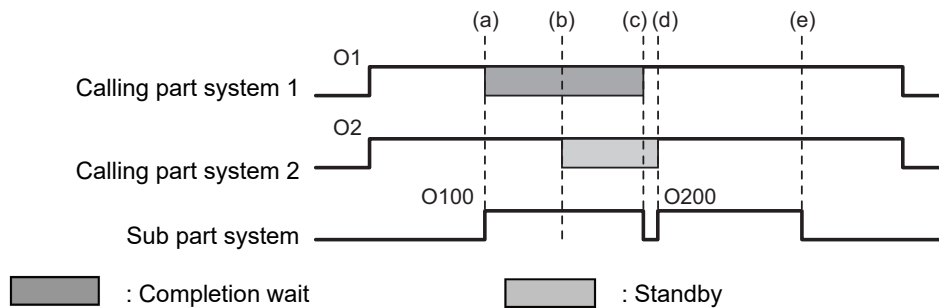 (a) (b) (c) (d) (e)
O1
Calling part system 1
O2
Calling part system 2
O100 O200
Sub part system
: Completion wait : Standby